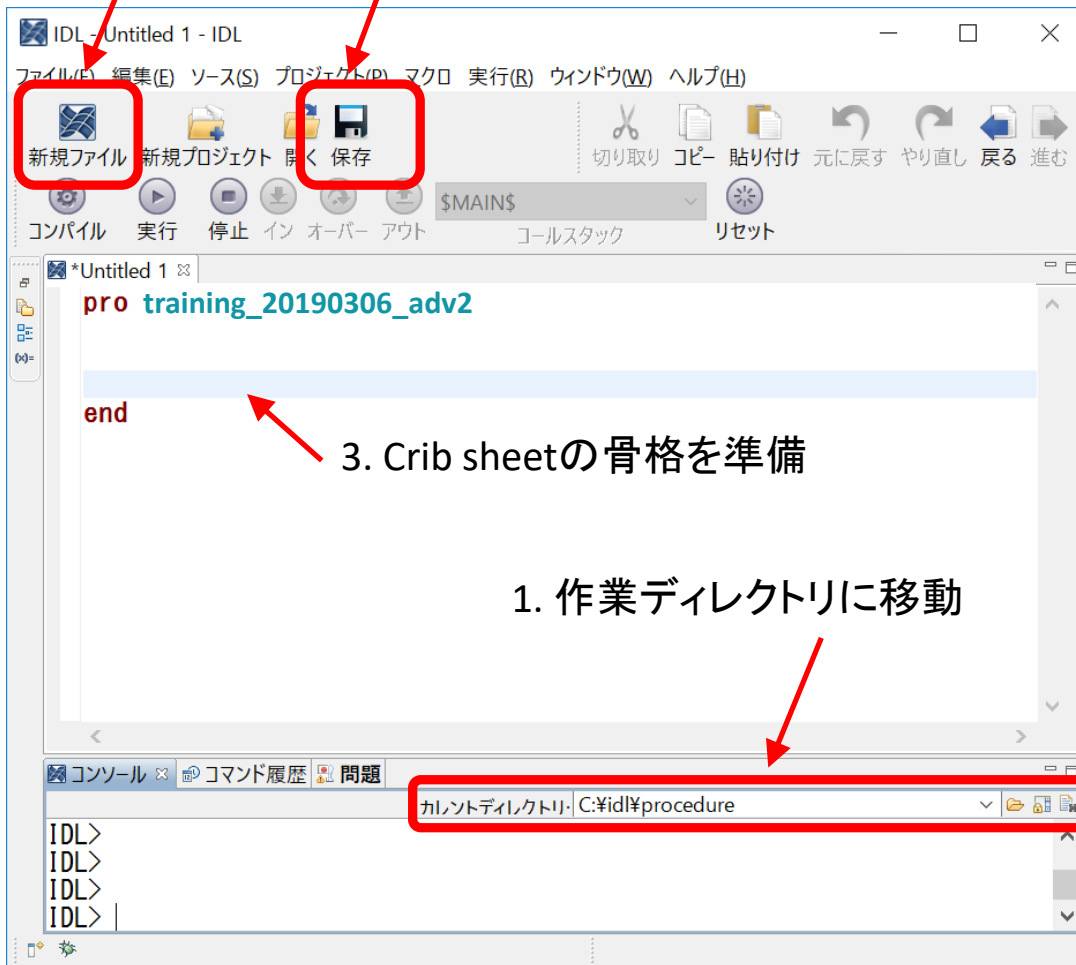 IDL - Untitled 1 - IDL
ファイル(F) 編集(E) ソース(S) プロジェクト(P) マクロ 実行(R) ウィンドウ(W) ヘルプ(H)
新規ファイル 新規プロジェクト 開く 保存 切り取り コピー 貼り付け 元に戻す やり直し 戻る 進む
$MAIN$
コンパイル 実行 停止 イン オーバー アウト コールスタック リセット
*Untitled 1
pro training_20190306_adv2
(x)=
end
3. Crib sheetの骨格を準備
1. 作業ディレクトリに移動
コンソール コマンド履歴 問題
カレントディレクトリ· C:¥idl¥procedure
IDL>
IDL>
IDL>
IDL>